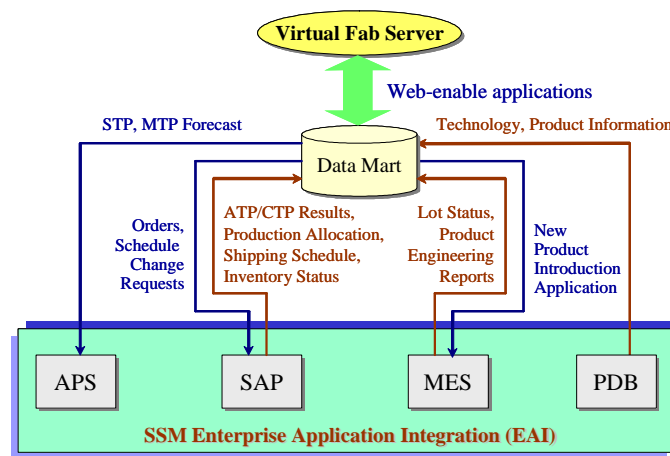 Virtual Fab Server
Web-enable applications
STP, MTP Forecast
Technology, Product Information
Data Mart
Orders,
Schedule
Change
Requests
ATP/CTP Results,
Production Allocation,
Shipping Schedule,
Inventory Status
Lot Status,
Product
Engineering
Reports
New
Product
Introduction
Application
APS
SAP
MES
PDB
SSM Enterprise Application Integration (EAI)